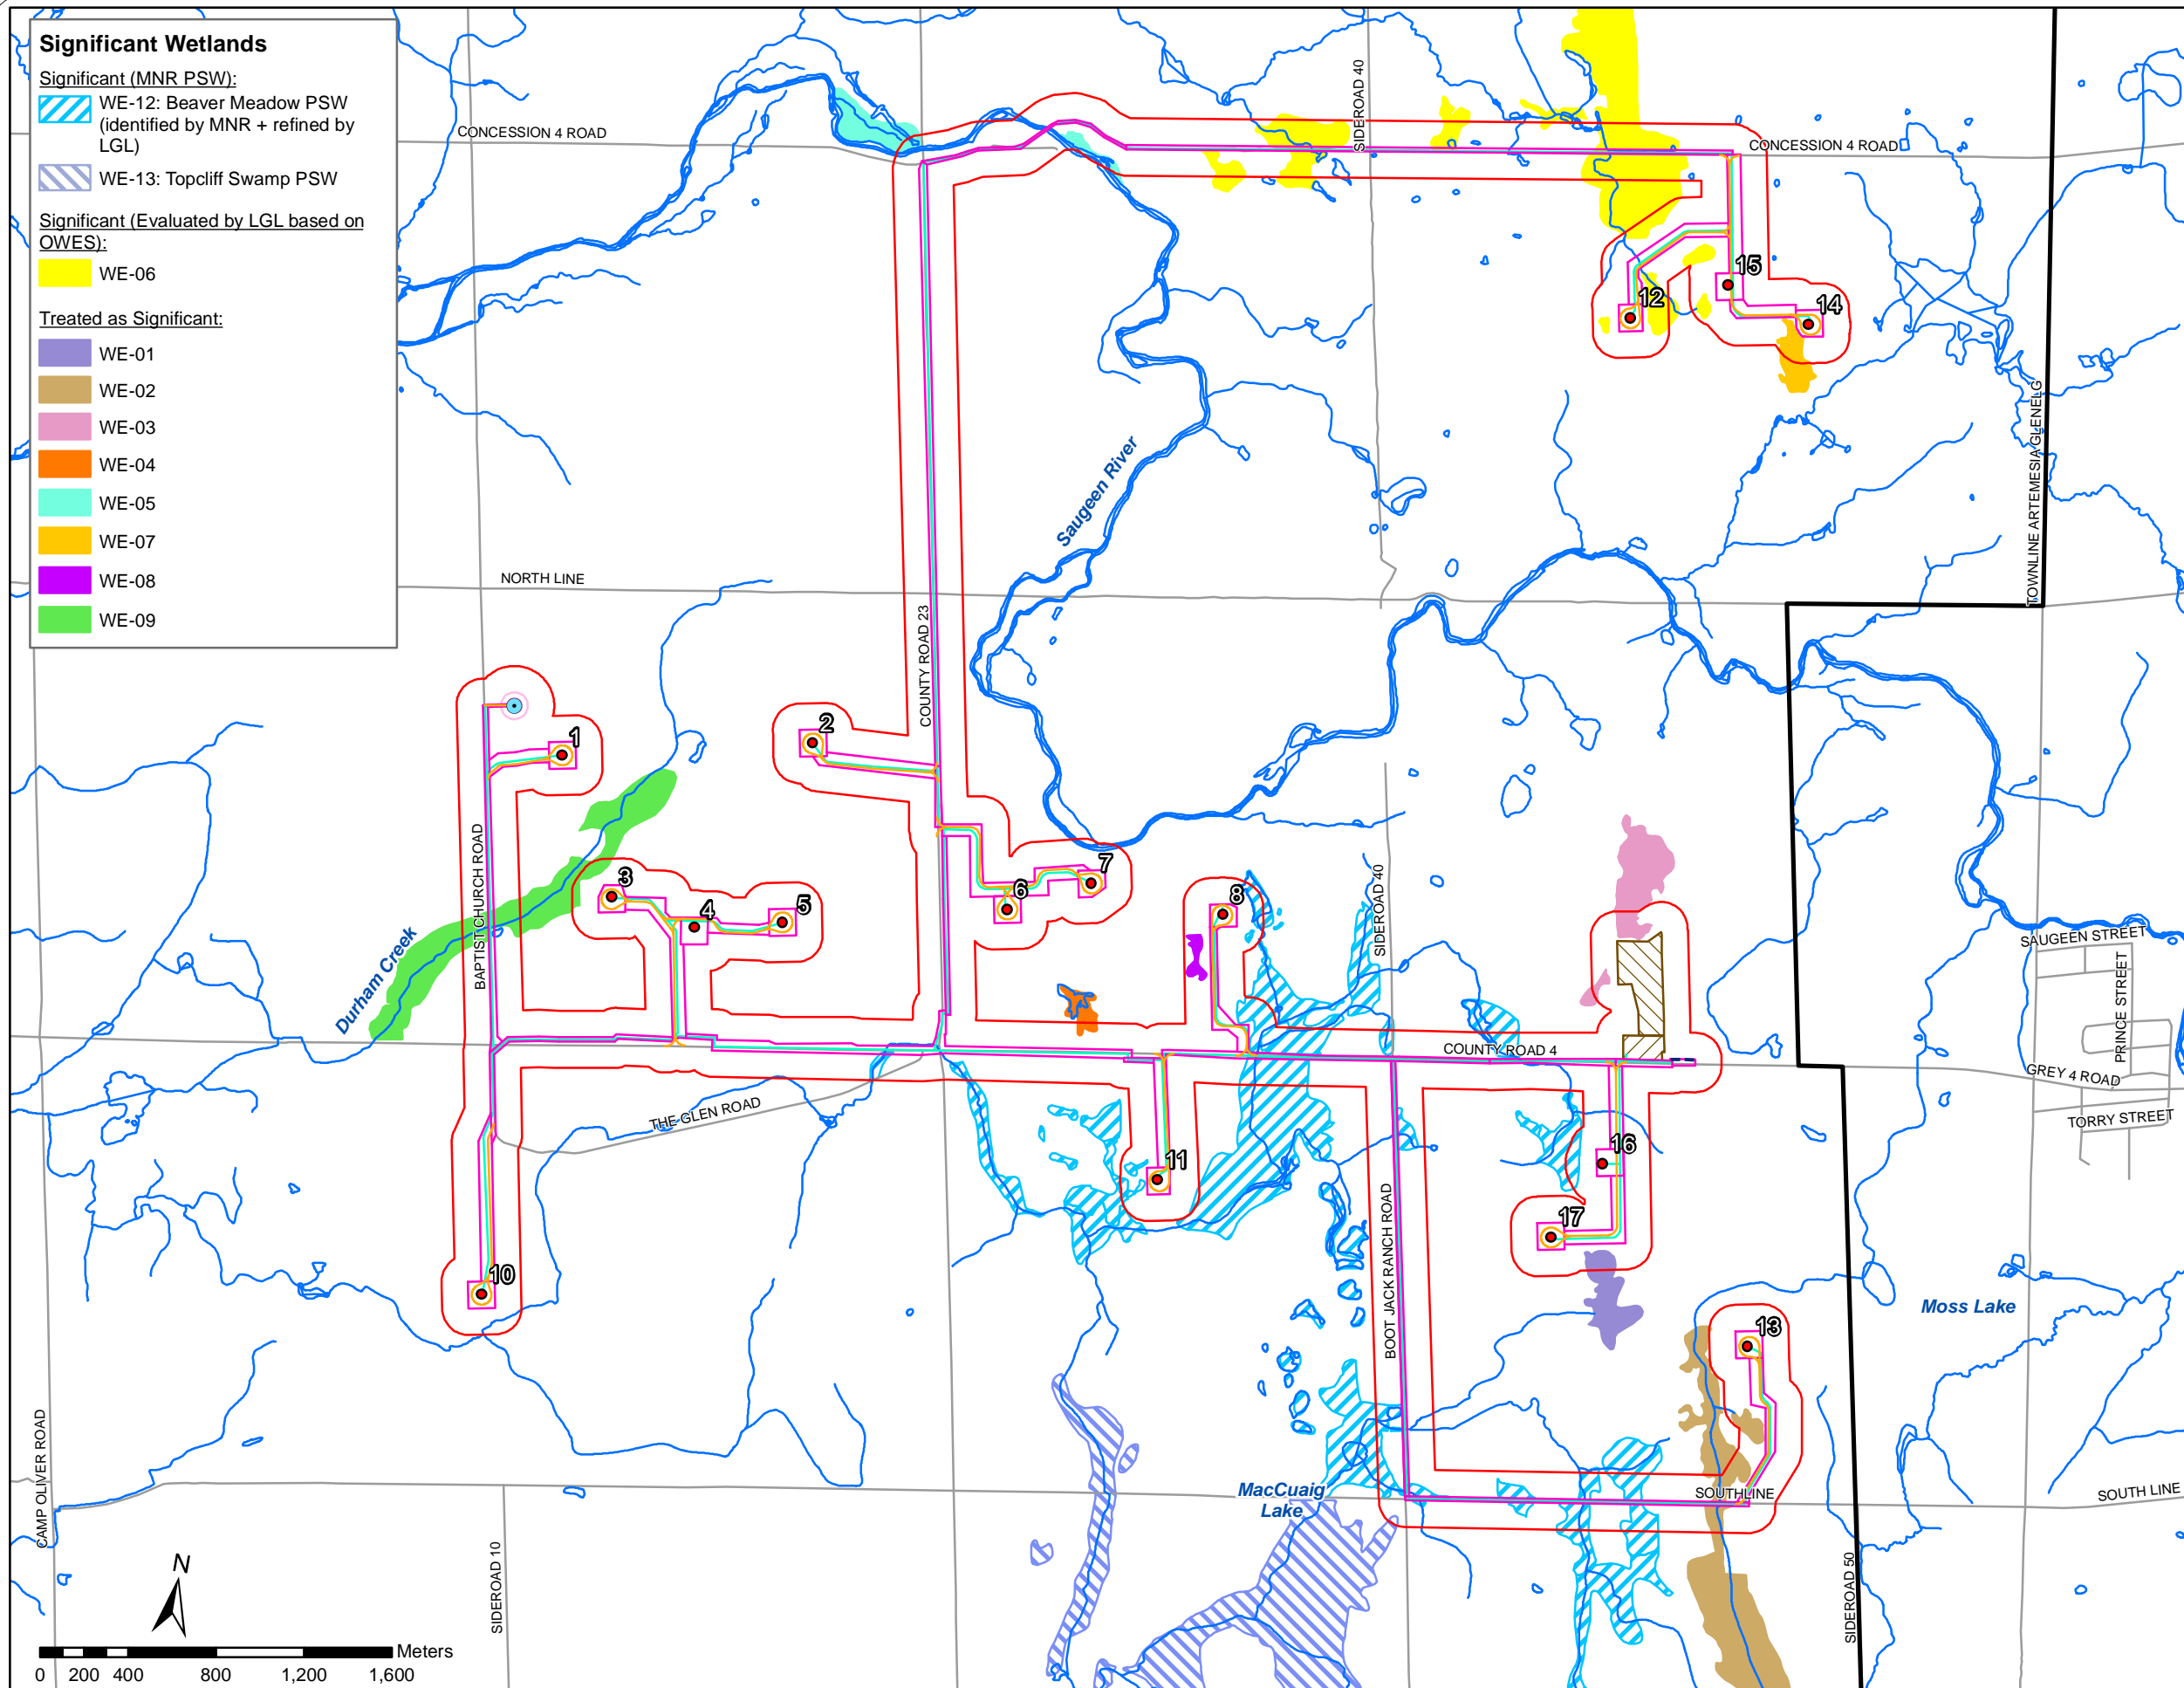 Significant Wetlands
Significant (MNR PSW):
WE-12: Beaver Meadow PSW
(identified by MNR + refined by
LGL)
WE-13: Topcliff Swamp PSW
Significant (Evaluated by LGL based on
OWES):
WE-06
Treated as Significant:
WE-01
WE-02
WE-03
WE-04
WE-05
WE-07
WE-08
WE-09
CONCESSION 4 ROAD
SIDEROAD 40
CONCESSION 4 ROAD
15
12
14
TOWNLINE ARTEMESIA-GLENELG
Saugeen River
NORTH LINE
COUNTY ROAD 23
2
1
BAPTIST CHURCH ROAD
3
4
5
6
7
8
SIDEROAD 40
SAUGEEN STREET
PRINCE STREET
Durham Creek
COUNTY ROAD 4
GREY 4 ROAD
TORRY STREET
THE GLEN ROAD
11
16
17
10
BOOT JACK RANCH ROAD
Moss Lake
13
CAMP OLIVER ROAD
MacCuaig
Lake
SOUTHLINE
SOUTH LINE
SIDEROAD 10
SIDEROAD 50
N
Meters
0 200 400 800 1,200 1,600